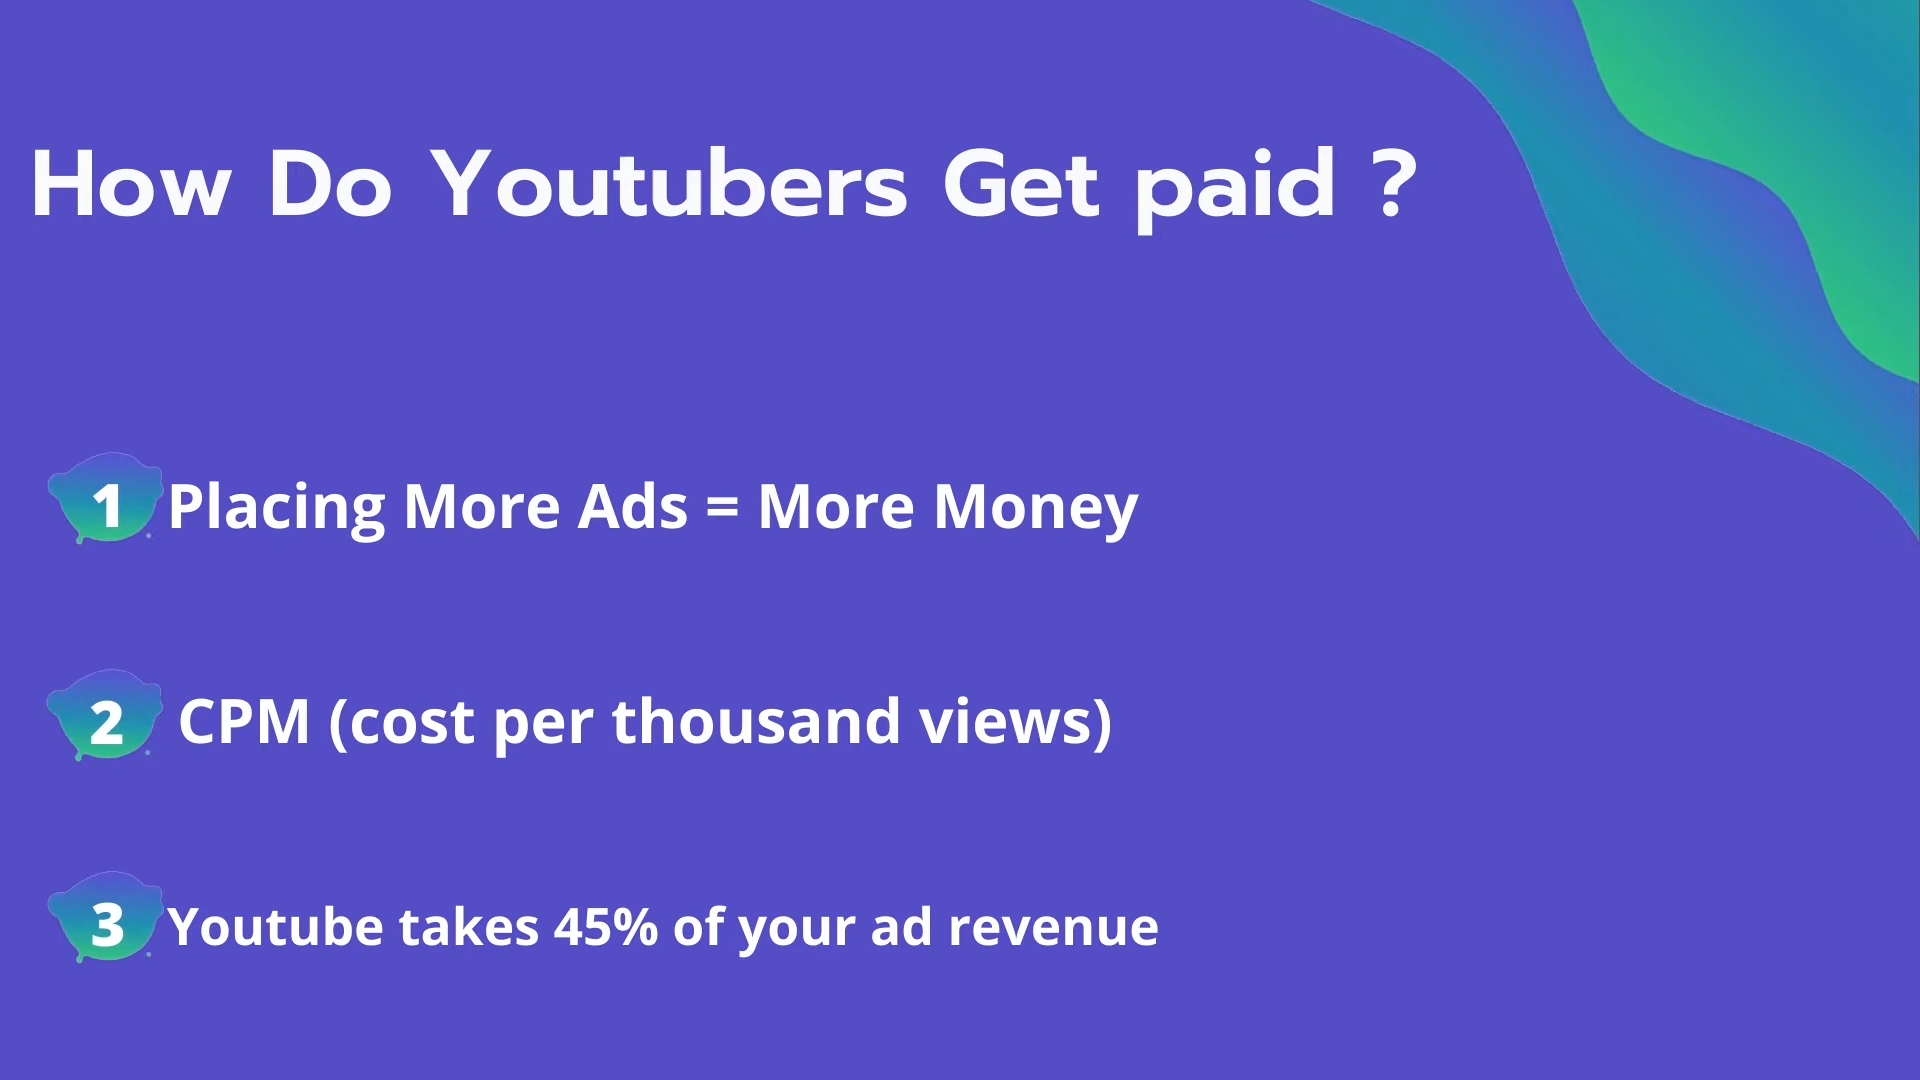 How Do Youtubers Get paid ?
1 Placing More Ads = More Money
2 CPM (cost per thousand views)
3 Youtube takes 45% of your ad revenue